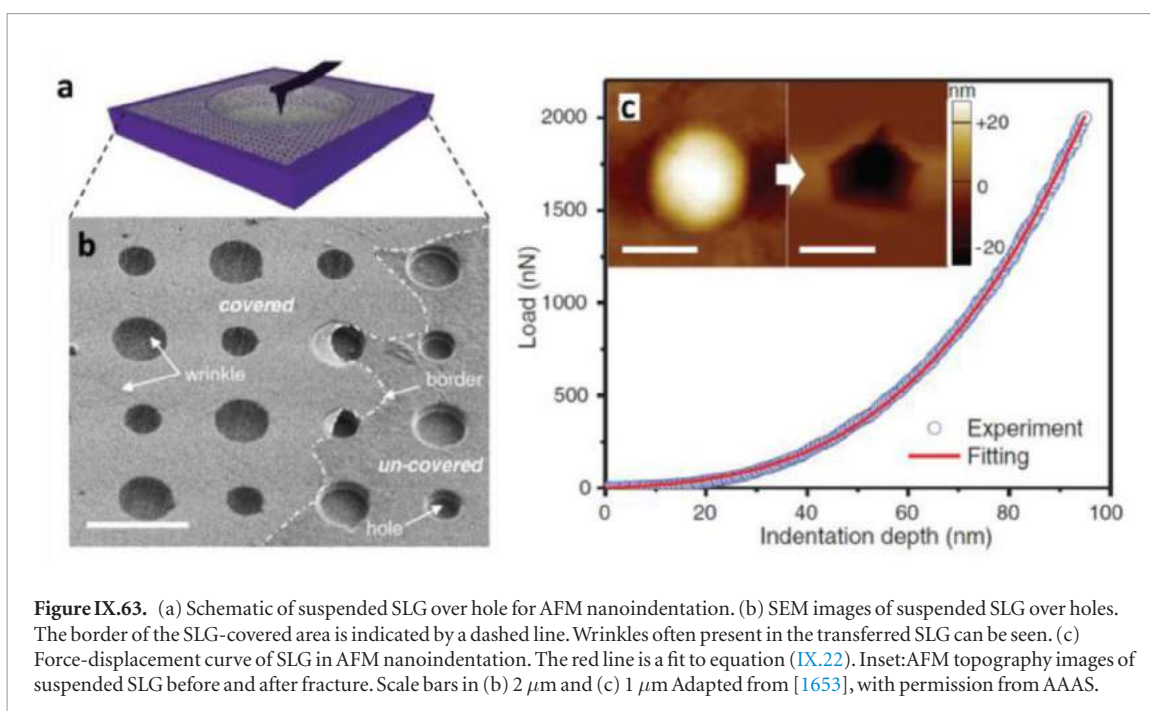 a
b
covered
wrinkle
border
un-covered
hole
c
nm
+20
0
-20
2000
1500
1000
500
0
Load (nN)
Experiment
Fitting
0 20 40 60 80 100
Indentation depth (nm)
Figure IX.63. (a) Schematic of suspended SLG over hole for AFM nanoindentation. (b) SEM images of suspended SLG over holes.
The border of the SLG-covered area is indicated by a dashed line. Wrinkles often present in the transferred SLG can be seen. (c)
Force-displacement curve of SLG in AFM nanoindentation. The red line is a fit to equation (IX.22). Inset:AFM topography images of
suspended SLG before and after fracture. Scale bars in (b) 2 μm and (c) 1 μm Adapted from [1653], with permission from AAAS.